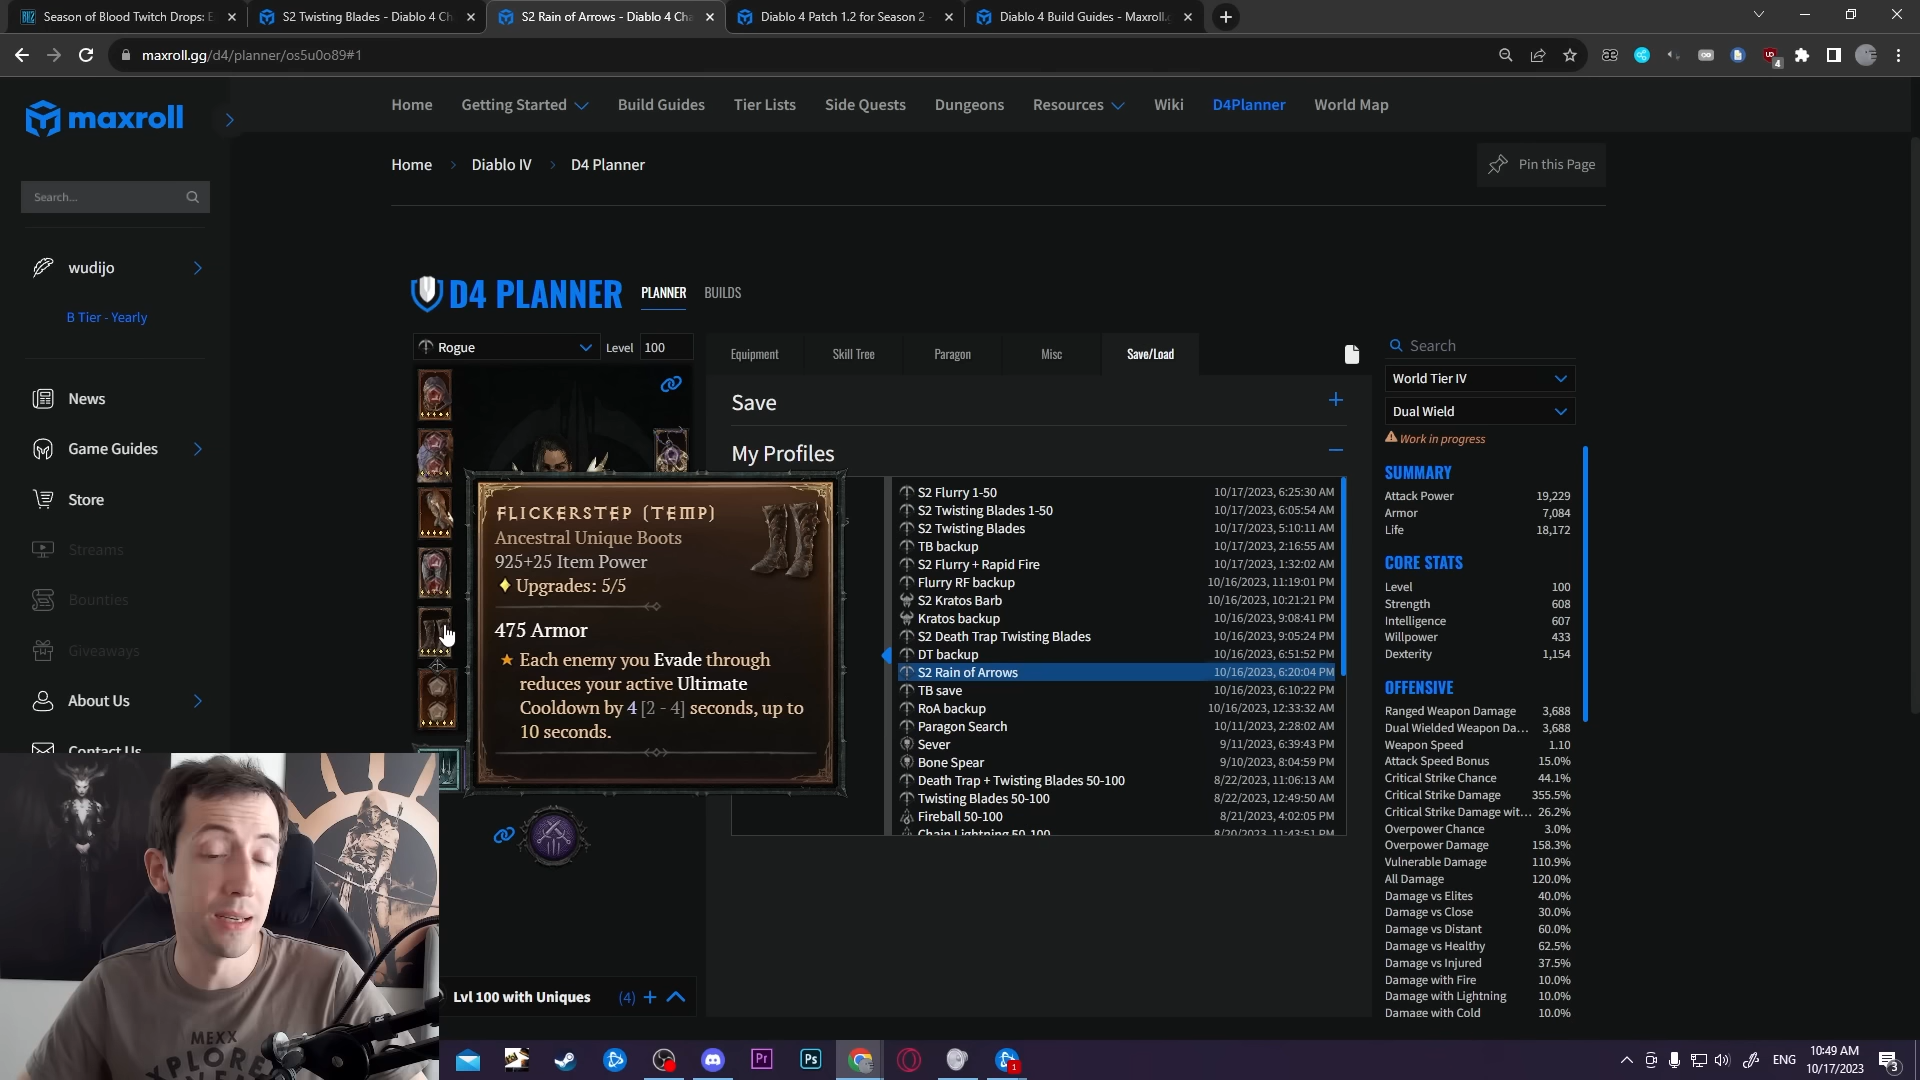 Season of Blood Twitch Drops: E
S2 Twisting Blades - Diablo 4 Ch
S2 Rain of Arrows - Diablo 4 Cha
Diablo 4 Patch 1.2 for Season 2 -
Diablo 4 Build Guides - Maxroll.g
maxroll.gg/d4/planner/os5u0o89#1
maxroll
Home
Getting Started
Build Guides
Tier Lists
Side Quests
Dungeons
Resources
Wiki
D4Planner
World Map
Home
Diablo IV
D4 Planner
Pin this Page
Search...
wudijo
B Tier - Yearly
News
Game Guides
Store
Streams
Bounties
Giveaways
About Us
Contact Us
D4 PLANNER
PLANNER
BUILDS
Rogue
Level
100
Equipment
Skill Tree
Paragon
Misc
Save/Load
Save
My Profiles
FLICKERSTEP (TEMP)
Ancestral Unique Boots
925+25 Item Power
Upgrades: 5/5
475 Armor
Each enemy you Evade through
reduces your active Ultimate
Cooldown by 4 [2 - 4] seconds, up to
10 seconds.
S2 Flurry 1-50 10/17/2023, 6:25:30 AM
S2 Twisting Blades 1-50 10/17/2023, 6:05:54 AM
S2 Twisting Blades 10/17/2023, 5:10:11 AM
TB backup 10/17/2023, 2:16:55 AM
S2 Flurry + Rapid Fire 10/17/2023, 1:32:02 AM
Flurry RF backup 10/16/2023, 11:19:01 PM
S2 Kratos Barb 10/16/2023, 10:21:21 PM
Kratos backup 10/16/2023, 9:08:41 PM
S2 Death Trap Twisting Blades 10/16/2023, 9:05:24 PM
DT backup 10/16/2023, 6:51:52 PM
S2 Rain of Arrows 10/16/2023, 6:20:04 PM
TB save 10/16/2023, 6:10:22 PM
RoA backup 10/16/2023, 12:33:32 AM
Paragon Search 10/11/2023, 2:28:02 AM
Sever 9/11/2023, 6:39:43 PM
Bone Spear 9/10/2023, 8:04:59 PM
Death Trap + Twisting Blades 50-100 8/22/2023, 11:06:13 AM
Twisting Blades 50-100 8/22/2023, 12:49:50 AM
Fireball 50-100 8/21/2023, 4:02:05 PM
Chain Lightning 50-100 8/20/2023, 11:43:51 PM
Lvl 100 with Uniques (4)
Search
World Tier IV
Dual Wield
Work in progress
SUMMARY
Attack Power 19,229
Armor 7,084
Life 18,172
CORE STATS
Level 100
Strength 608
Intelligence 607
Willpower 433
Dexterity 1,154
OFFENSIVE
Ranged Weapon Damage 3,688
Dual Wielded Weapon Da... 3,688
Weapon Speed 1.10
Attack Speed Bonus 15.0%
Critical Strike Chance 44.1%
Critical Strike Damage 355.5%
Critical Strike Damage wit... 26.2%
Overpower Chance 3.0%
Overpower Damage 158.3%
Vulnerable Damage 110.9%
All Damage 120.0%
Damage vs Elites 40.0%
Damage vs Close 30.0%
Damage vs Distant 60.0%
Damage vs Healthy 62.5%
Damage vs Injured 37.5%
Damage with Fire 10.0%
Damage with Lightning 10.0%
Damage with Cold 10.0%
MEXX
Pr
Ps
ENG
10:49 AM
10/17/2023
3